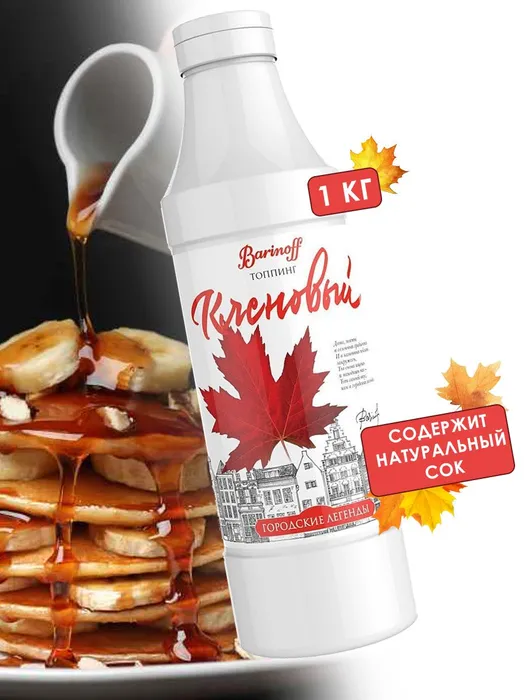 1 КГ
Barinoff
ТОППИНГ
Кленовый
СОДЕРЖИТ
НАТУРАЛЬНЫЙ
СОК
ГОРОДСКИЕ ЛЕГЕНДЫ